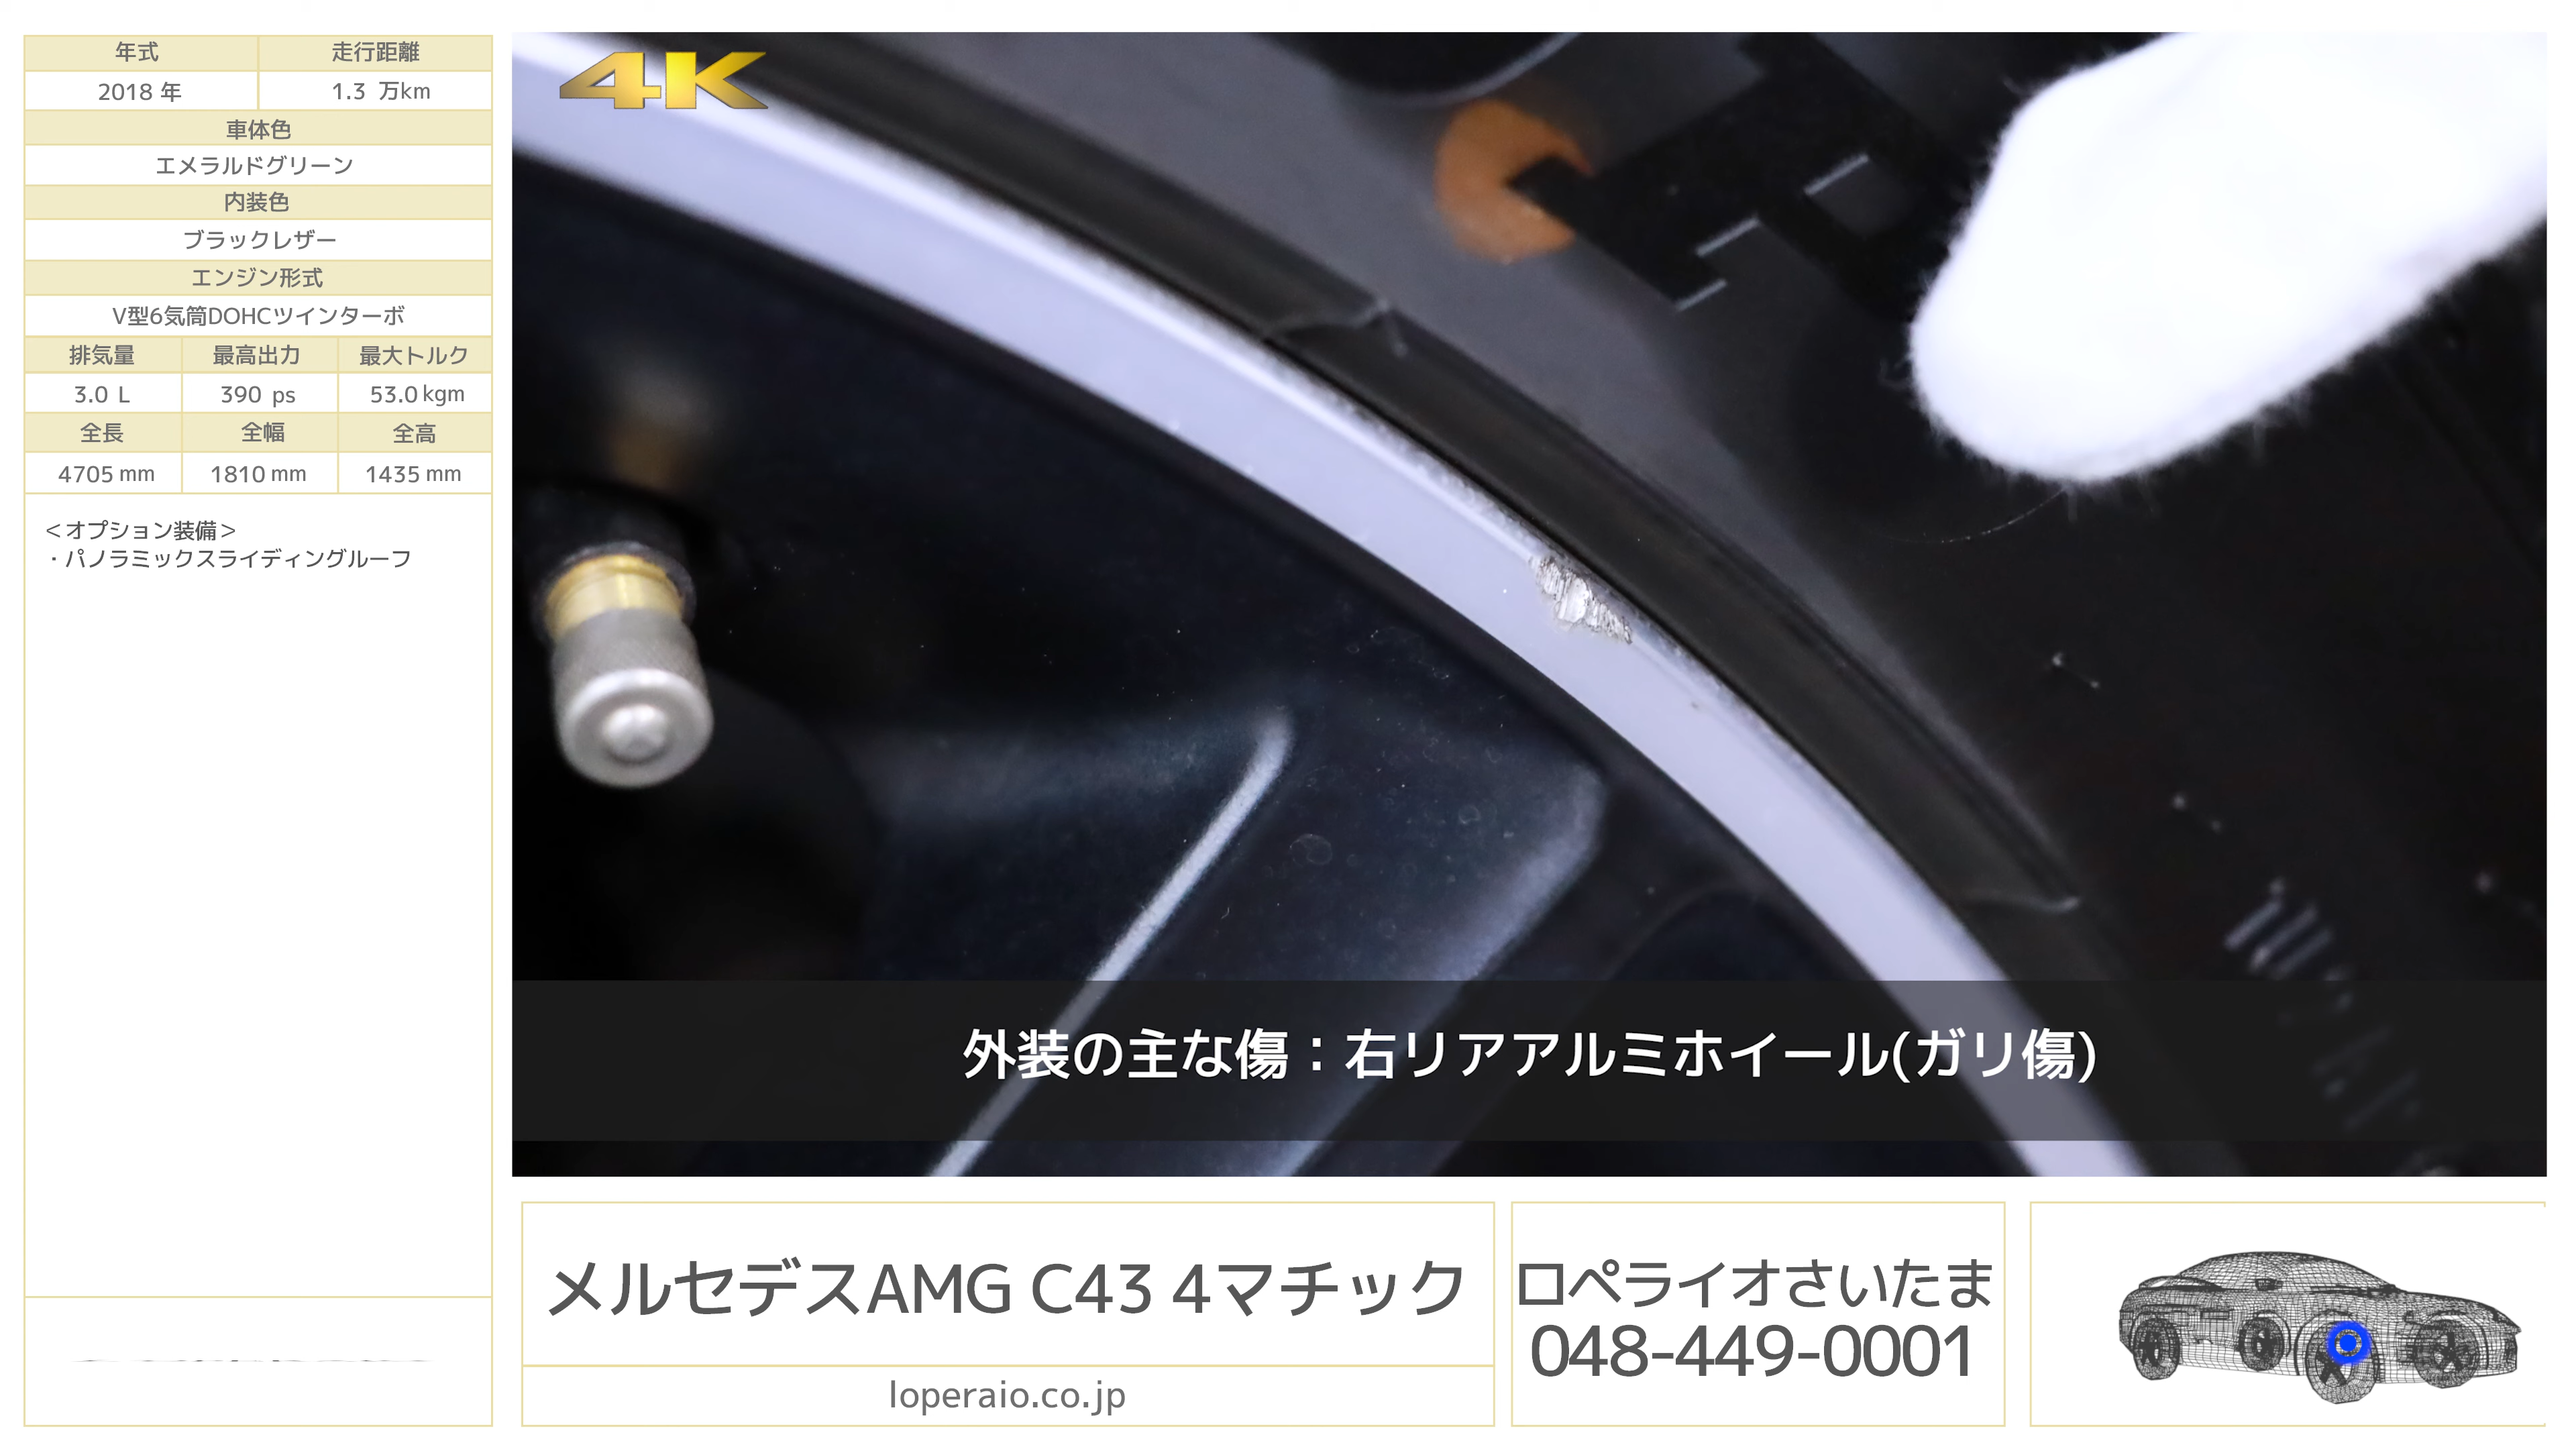 年式 走行距離
2018 年 1.3 万km
車体色
エメラルドグリーン
内装色
ブラックレザー
エンジン形式
V型6気筒DOHCツインターボ
排気量 最高出力 最大トルク
3.0 L 390 ps 53.0 kgm
全長 全幅 全高
4705 mm 1810 mm 1435 mm
＜オプション装備＞
・パノラミックスライディングルーフ
4K
外装の主な傷：右リアアルミホイール(ガリ傷)
メルセデスAMG C43 4マチック
loperaio.co.jp
ロペライオさいたま
048-449-0001